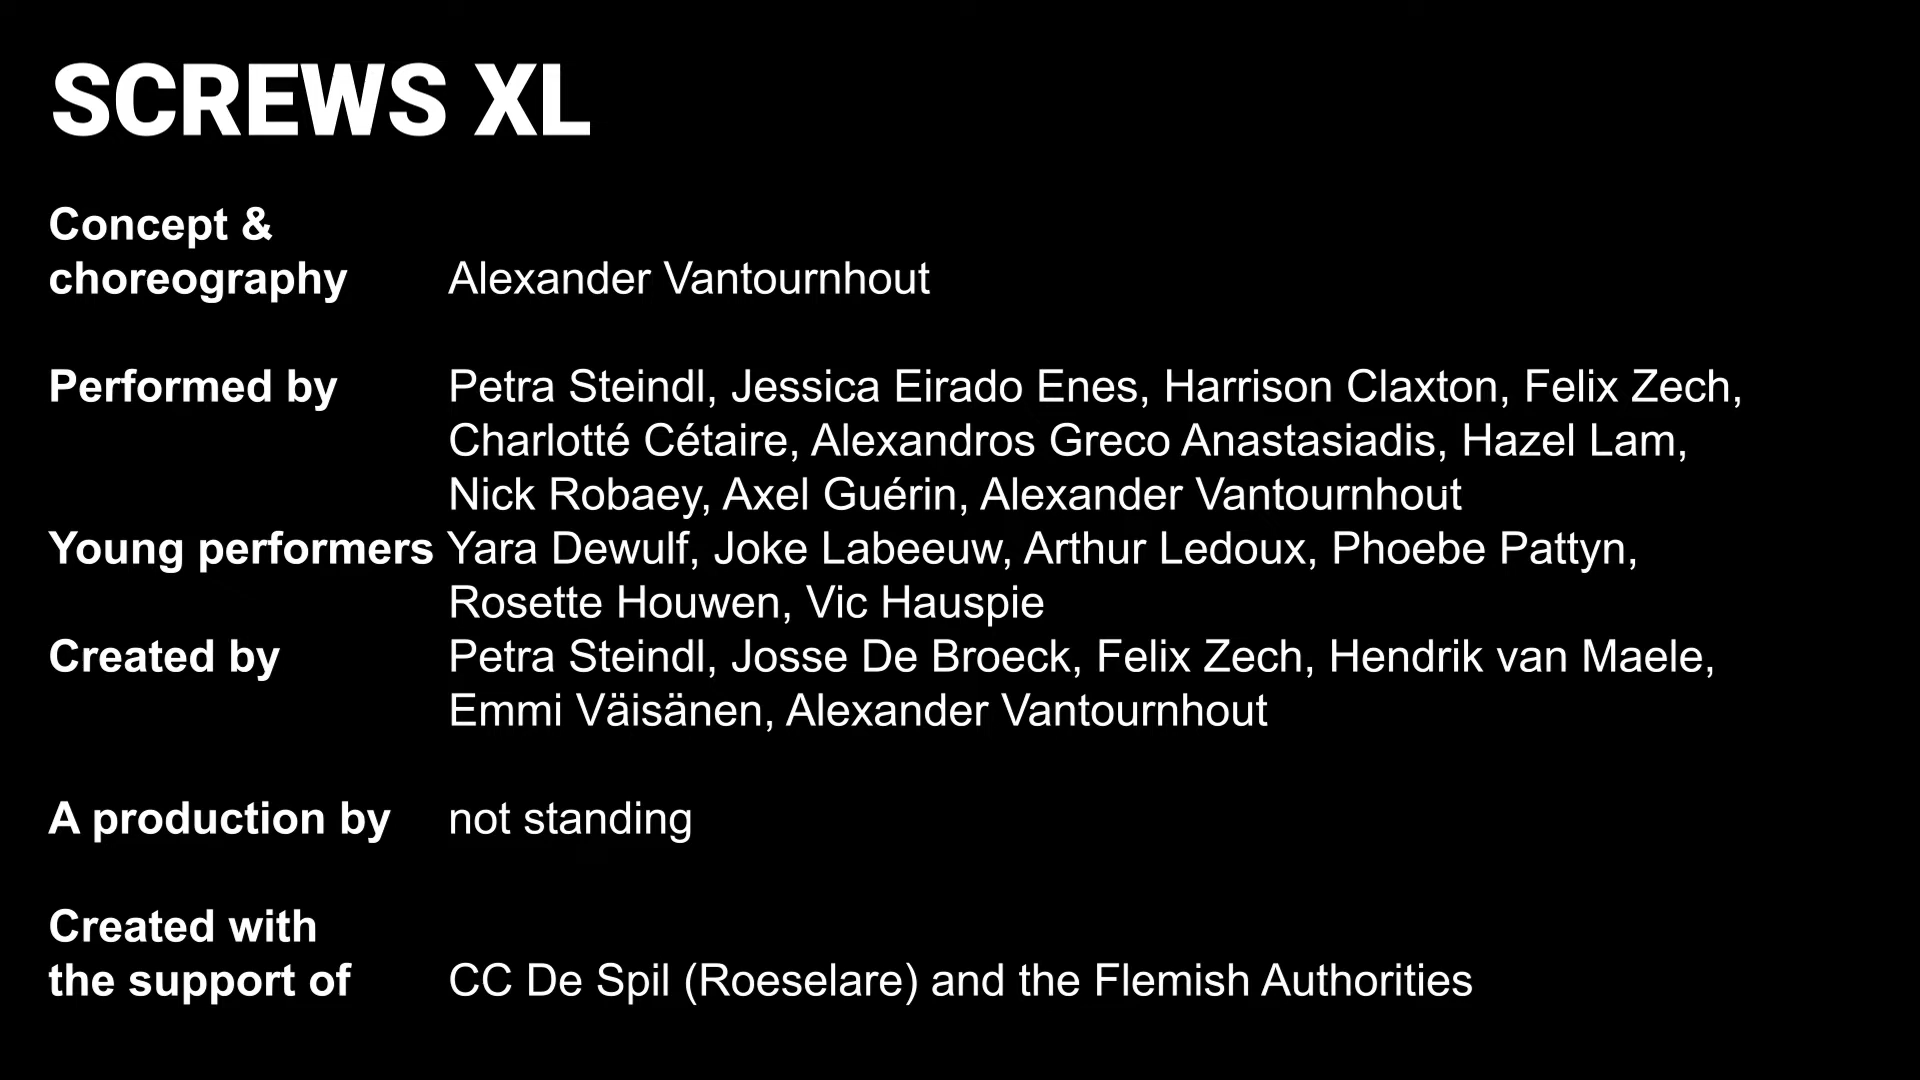 SCREWS XL
Concept &
choreography Alexander Vantournhout
Performed by Petra Steindl, Jessica Eirado Enes, Harrison Claxton, Felix Zech,
Charlotté Cétaire, Alexandros Greco Anastasiadis, Hazel Lam,
Nick Robaey, Axel Guérin, Alexander Vantournhout
Young performers Yara Dewulf, Joke Labeeuw, Arthur Ledoux, Phoebe Pattyn,
Rosette Houwen, Vic Hauspie
Created by Petra Steindl, Josse De Broeck, Felix Zech, Hendrik van Maele,
Emmi Väisänen, Alexander Vantournhout
A production by not standing
Created with
the support of CC De Spil (Roeselare) and the Flemish Authorities